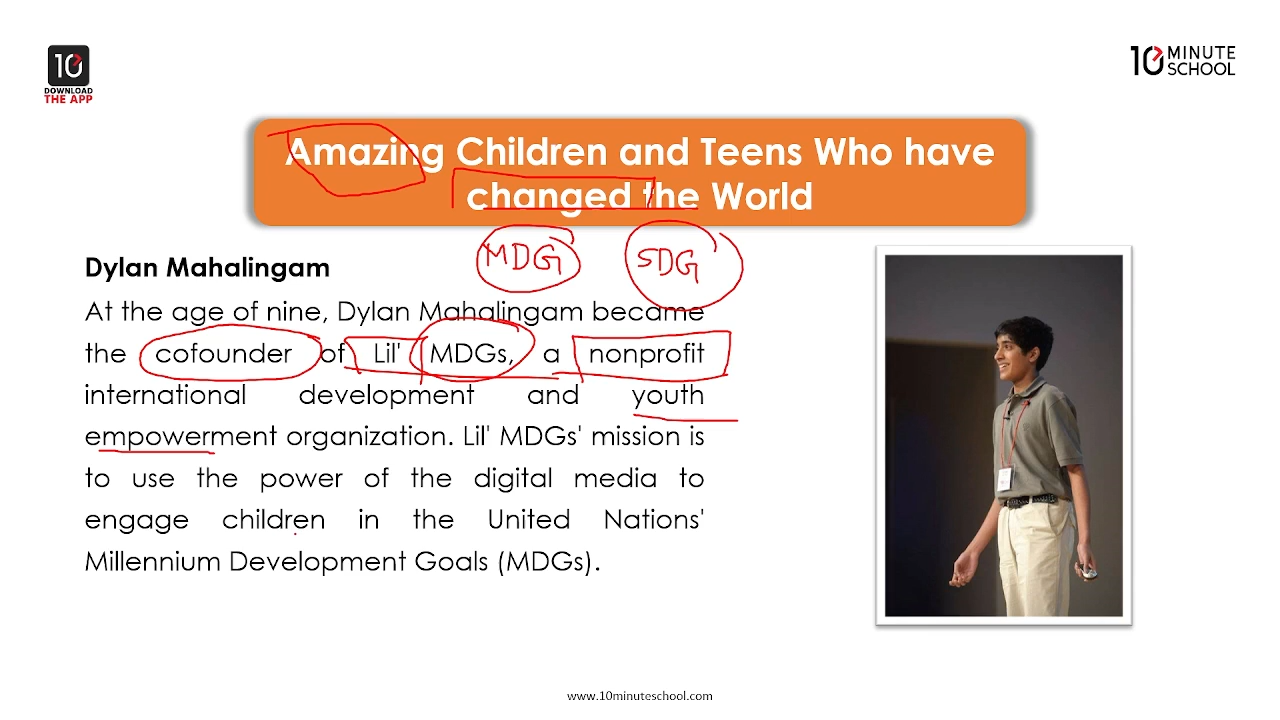 10
DOWNLOAD
THE APP
10 MINUTE
SCHOOL
Amazing Children and Teens Who have
changed the World
MDG SDG
Dylan Mahalingam
At the age of nine, Dylan Mahalingam became
the cofounder of Lil' MDGs, a nonprofit
international development and youth
empowerment organization. Lil' MDGs' mission is
to use the power of the digital media to
engage children in the United Nations'
Millennium Development Goals (MDGs).
www.10minuteschool.com